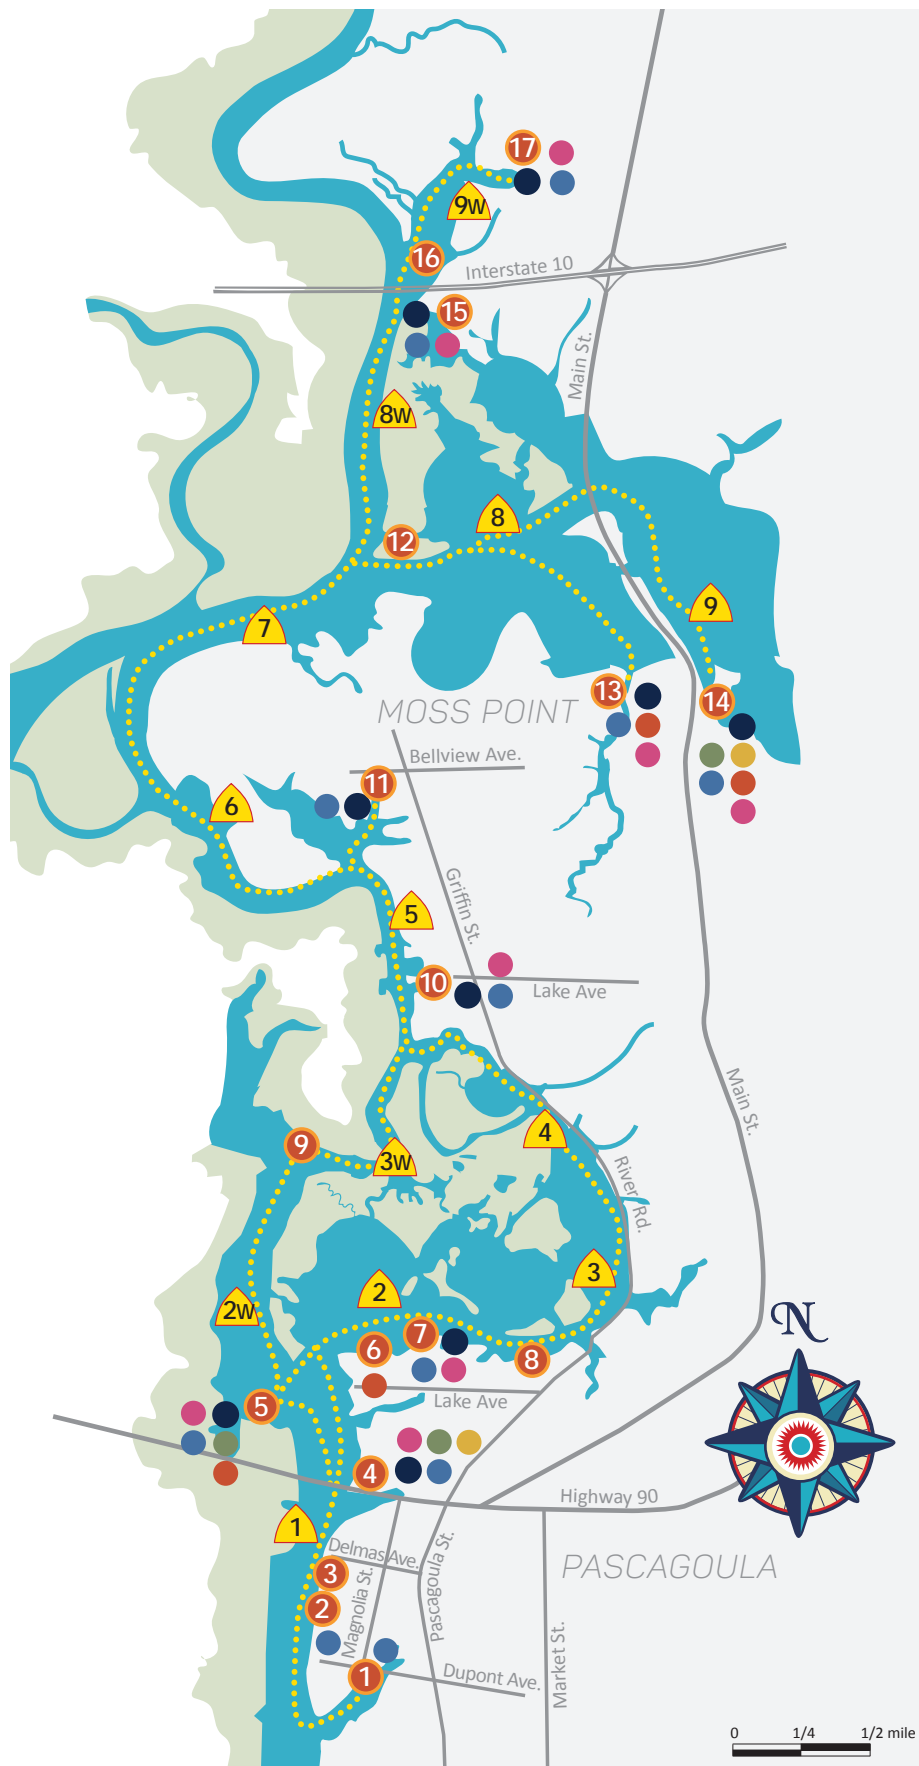 17
9W
16
Interstate 10
15
Main St.
8W
8
12
9
7
13
14
MOSS POINT
Bellview Ave.
11
6
5
Griffin St.
10
Lake Ave
Main St.
4
9
3W
River Rd.
3
2
2W
N
7
6
8
5
Lake Ave
4
Highway 90
1
Delmas Ave.
PASCAGOULA
3
Magnolia St.
Pascagoula St.
2
Market St.
1
Dupont Ave.
0 1/4 1/2 mile